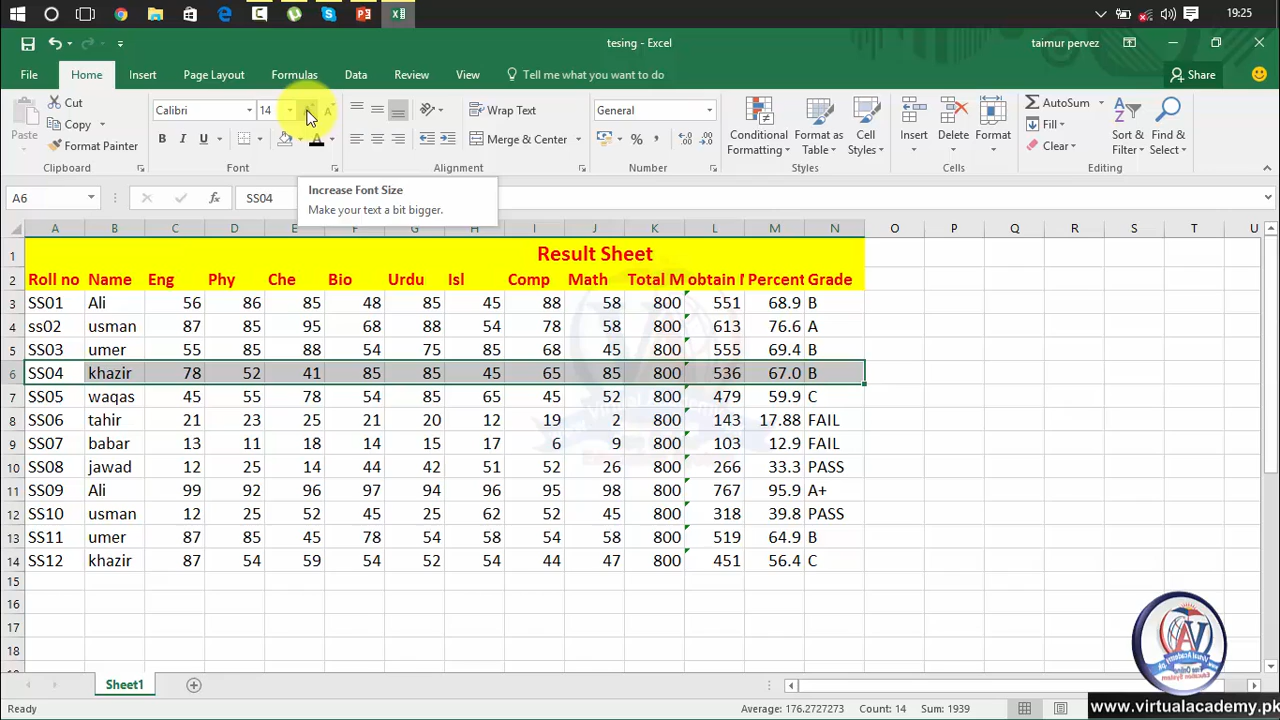 19:25
tesing - Excel
taimur pervez
File Home Insert Page Layout Formulas Data Review View Tell me what you want to do Share
Paste Cut Copy Format Painter
Calibri 14
B I U A
Font
Wrap Text
Merge & Center
Alignment
General
% ,
Number
Conditional Formatting Format as Table Cell Styles
Styles
Insert Delete Format
Cells
AutoSum
Fill
Clear
Sort & Filter Find & Select
Editing
A6 fx SS04
Increase Font Size
Make your text a bit bigger.
A B C D E F G H I J K L M N O P Q R S T U
1 Result Sheet
2 Roll no Name Eng Phy Che Bio Urdu Isl Comp Math Total M obtain Percent Grade
3 SS01 Ali 56 86 85 48 85 45 88 58 800 551 68.9 B
4 ss02 usman 87 85 95 68 88 54 78 58 800 613 76.6 A
5 SS03 umer 55 85 88 54 75 85 68 45 800 555 69.4 B
6 SS04 khazir 78 52 41 85 85 45 65 85 800 536 67.0 B
7 SS05 waqas 45 55 78 54 85 65 45 52 800 479 59.9 C
8 SS06 tahir 21 23 25 21 20 12 19 2 800 143 17.88 FAIL
9 SS07 babar 13 11 18 14 15 17 6 9 800 103 12.9 FAIL
10 SS08 jawad 12 25 14 44 42 51 52 26 800 266 33.3 PASS
11 SS09 Ali 99 92 96 97 94 96 95 98 800 767 95.9 A+
12 SS10 usman 12 25 52 45 25 62 52 45 800 318 39.8 PASS
13 SS11 umer 87 85 45 78 54 58 54 58 800 519 64.9 B
14 SS12 khazir 87 54 59 54 52 54 44 47 800 451 56.4 C
15
16
17
18
Sheet1
Ready Average: 176.2727273 Count: 14 Sum: 1939
www.virtualacademy.pk